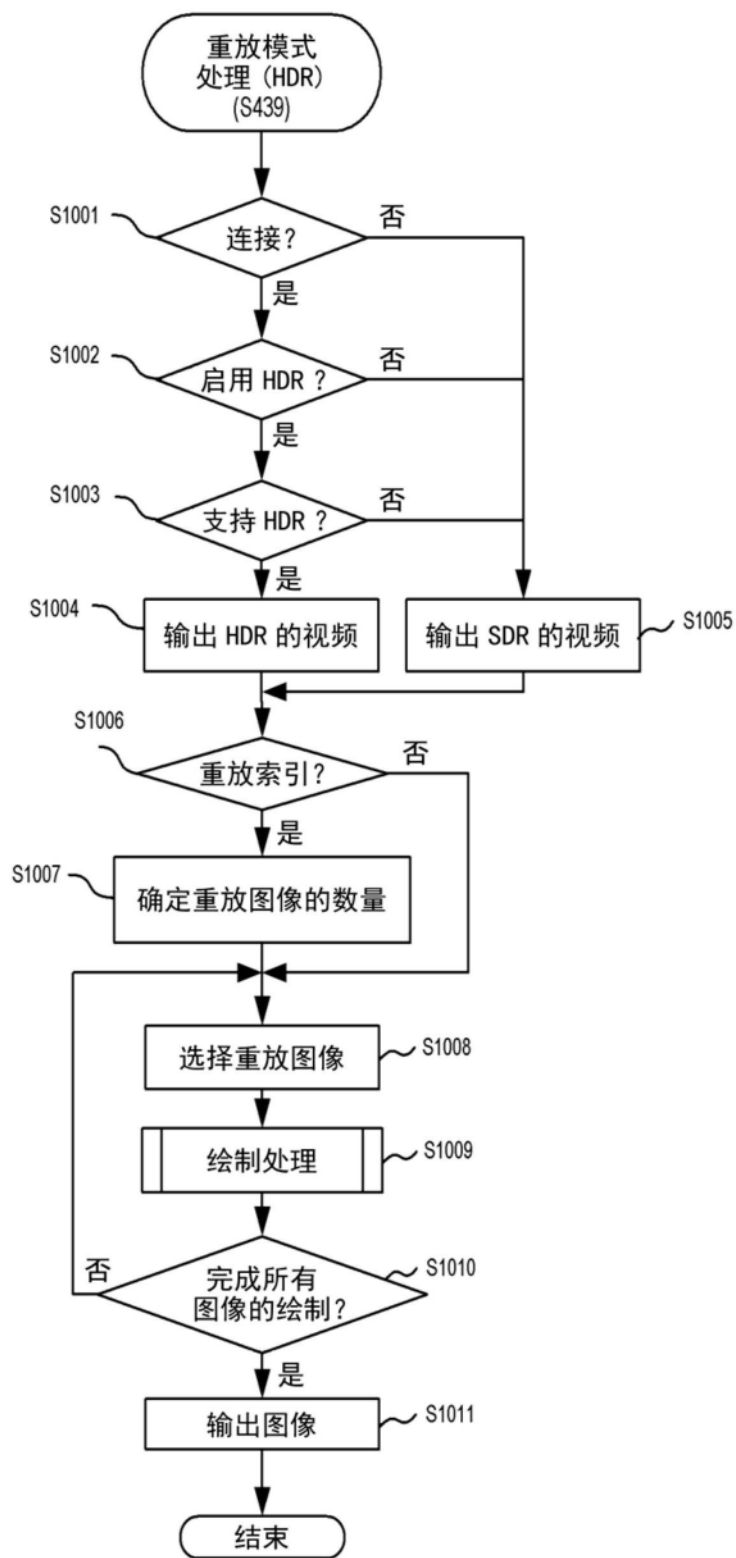 重放模式
处理(HDR)
(S439)
S1001
连接？
否
是
S1002
启用 HDR？
否
是
S1003
支持 HDR？
否
是
S1004
输出 HDR 的视频
输出 SDR 的视频
S1005
S1006
重放索引？
否
是
S1007
确定重放图像的数量
选择重放图像
S1008
绘制处理
S1009
否
完成所有
图像的绘制？
S1010
是
输出图像
S1011
结束